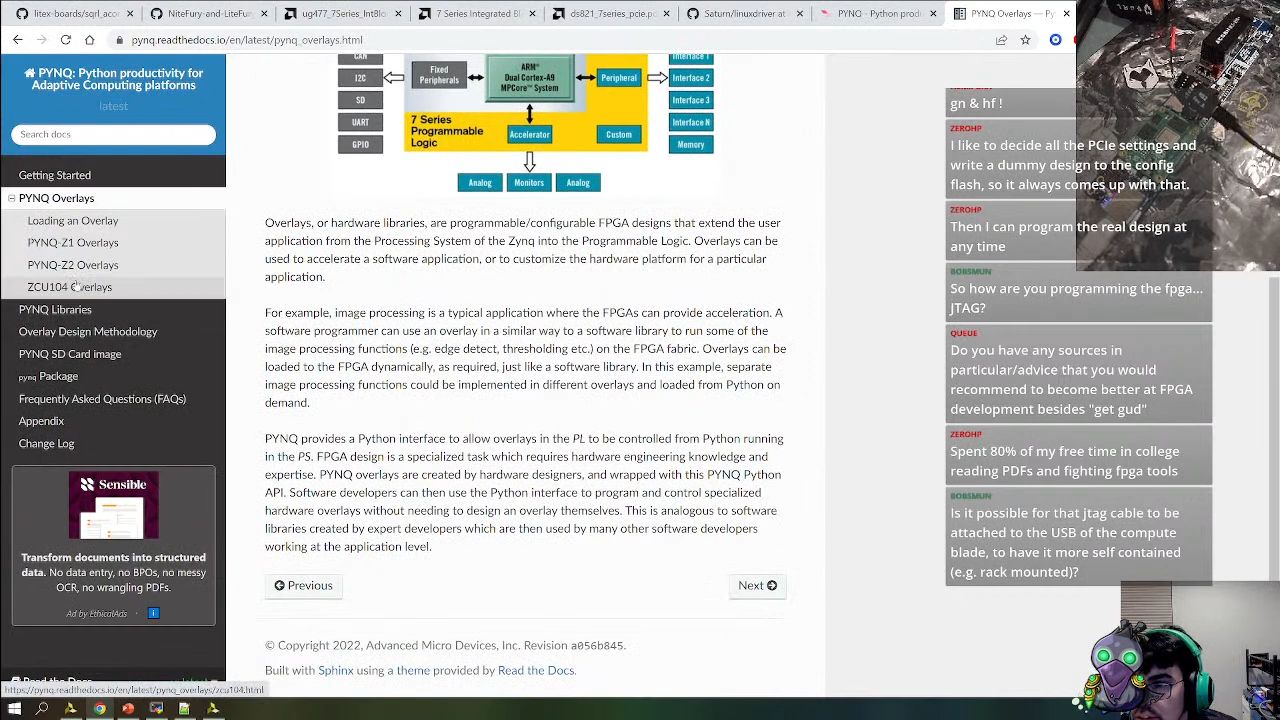 sqrl_acor
NiteFury-and-LiteFur
ug477_7Series_IntBlo
7 Series Integrated Bl
ds821_7series_pcie.pd
Saturn/linuxdriver at
PYNQ - Python produ
PYNQ Overlays
pynq.readthedocs.io/en/latest/pynq_overlays.html
PYNQ: Python productivity for
Adaptive Computing platforms
latest
Search docs
Getting Started
PYNQ Overlays
Loading an Overlay
PYNQ-Z1 Overlays
PYNQ-Z2 Overlays
ZCU104 Overlays
PYNQ Libraries
Overlay Design Methodology
PYNQ SD Card image
pynq Package
Frequently Asked Questions (FAQs)
Appendix
Change Log
Sensible
Transform documents into structured
data. No data entry, no BPOs, no messy
OCR, no wrangling PDFs.
Ad by EthicalAds
https://pynq.readthedocs.io/en/latest/pynq_overlays/zcu104.html
CAN
I2C
SD
UART
GPIO
Fixed
Peripherals
ARM®
Dual Cortex-A9
MPCore™ System
Peripheral
Interface 1
Interface 2
Interface 3
Interface N
Memory
7 Series
Programmable
Logic
Accelerator
Custom
Analog
Monitors
Analog
Overlays, or hardware libraries, are programmable/configurable FPGA designs that extend the user
application from the Processing System of the Zynq into the Programmable Logic. Overlays can be
used to accelerate a software application, or to customize the hardware platform for a particular
application.
For example, image processing is a typical application where the FPGAs can provide acceleration. A
software programmer can use an overlay in a similar way to a software library to run some of the
image processing functions (e.g. edge detect, thresholding etc.) on the FPGA fabric. Overlays can be
loaded to the FPGA dynamically, as required, just like a software library. In this example, separate
image processing functions could be implemented in different overlays and loaded from Python on
demand.
PYNQ provides a Python interface to allow overlays in the PL to be controlled from Python running
in the PS. FPGA design is a specialized task which requires hardware engineering knowledge and
expertise. PYNQ overlays are created by hardware designers, and wrapped with this PYNQ Python
API. Software developers can then use the Python interface to program and control specialized
hardware overlays without needing to design an overlay themselves. This is analogous to software
libraries created by expert developers which are then used by many other software developers
working at the application level.
Previous
Next
© Copyright 2022, Advanced Micro Devices, Inc. Revision a056b845.
Built with Sphinx using a theme provided by Read the Docs.
gn & hf !
ZEROHP
I like to decide all the PCIe settings and
write a dummy design to the config
flash, so it always comes up with that.
ZEROHP
Then I can program the real design at
any time
BOBSMUN
So how are you programming the fpga...
JTAG?
QUEUE
Do you have any sources in
particular/advice that you would
recommend to become better at FPGA
development besides "get gud"
ZEROHP
Spent 80% of my free time in college
reading PDFs and fighting fpga tools
BOBSMUN
Is it possible for that jtag cable to be
attached to the USB of the compute
blade, to have it more self contained
(e.g. rack mounted)?